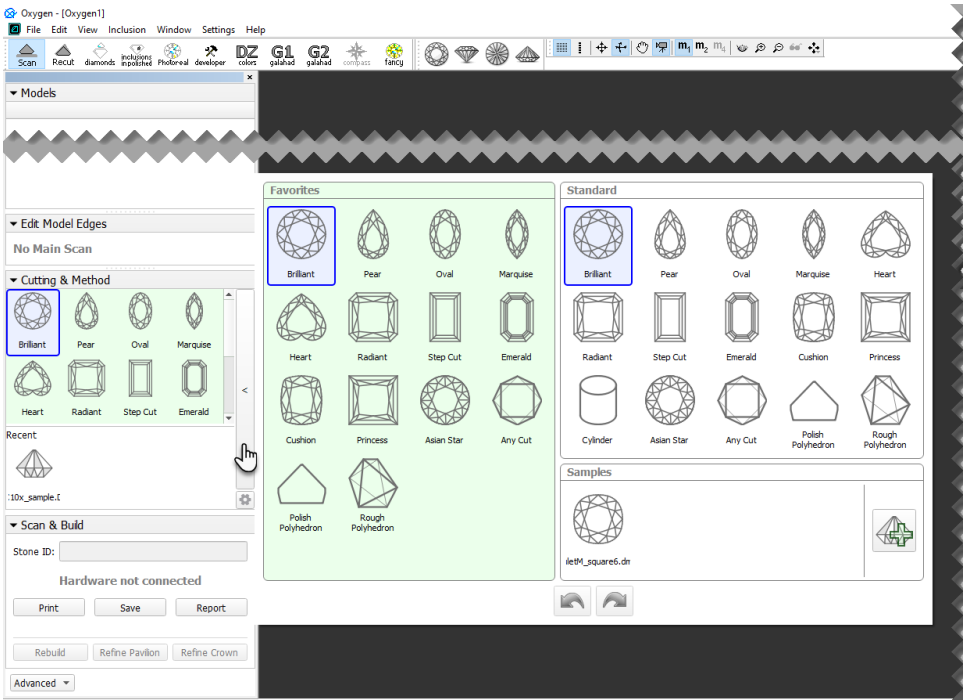 Oxygen - [Oxygen1]
File Edit View Inclusion Window Settings Help
Scan Recut diamonds inclusions inpolished Photoreal developer DZ colors G1 galahad G2 galahad compass fancy m1 m2 m4
Models
Edit Model Edges
No Main Scan
Cutting & Method
Brilliant Pear Oval Marquise
Heart Radiant Step Cut Emerald
<
Recent
:10x_sample.[
Scan & Build
Stone ID:
Hardware not connected
Print Save Report
Rebuild Refine Pavilion Refine Crown
Advanced
Favorites
Brilliant Pear Oval Marquise
Heart Radiant Step Cut Emerald
Cushion Princess Asian Star Any Cut
Polish Polyhedron Rough Polyhedron
Standard
Brilliant Pear Oval Marquise Heart
Radiant Step Cut Emerald Cushion Princess
Cylinder Asian Star Any Cut Polish Polyhedron Rough Polyhedron
Samples
iletM_square6.dm